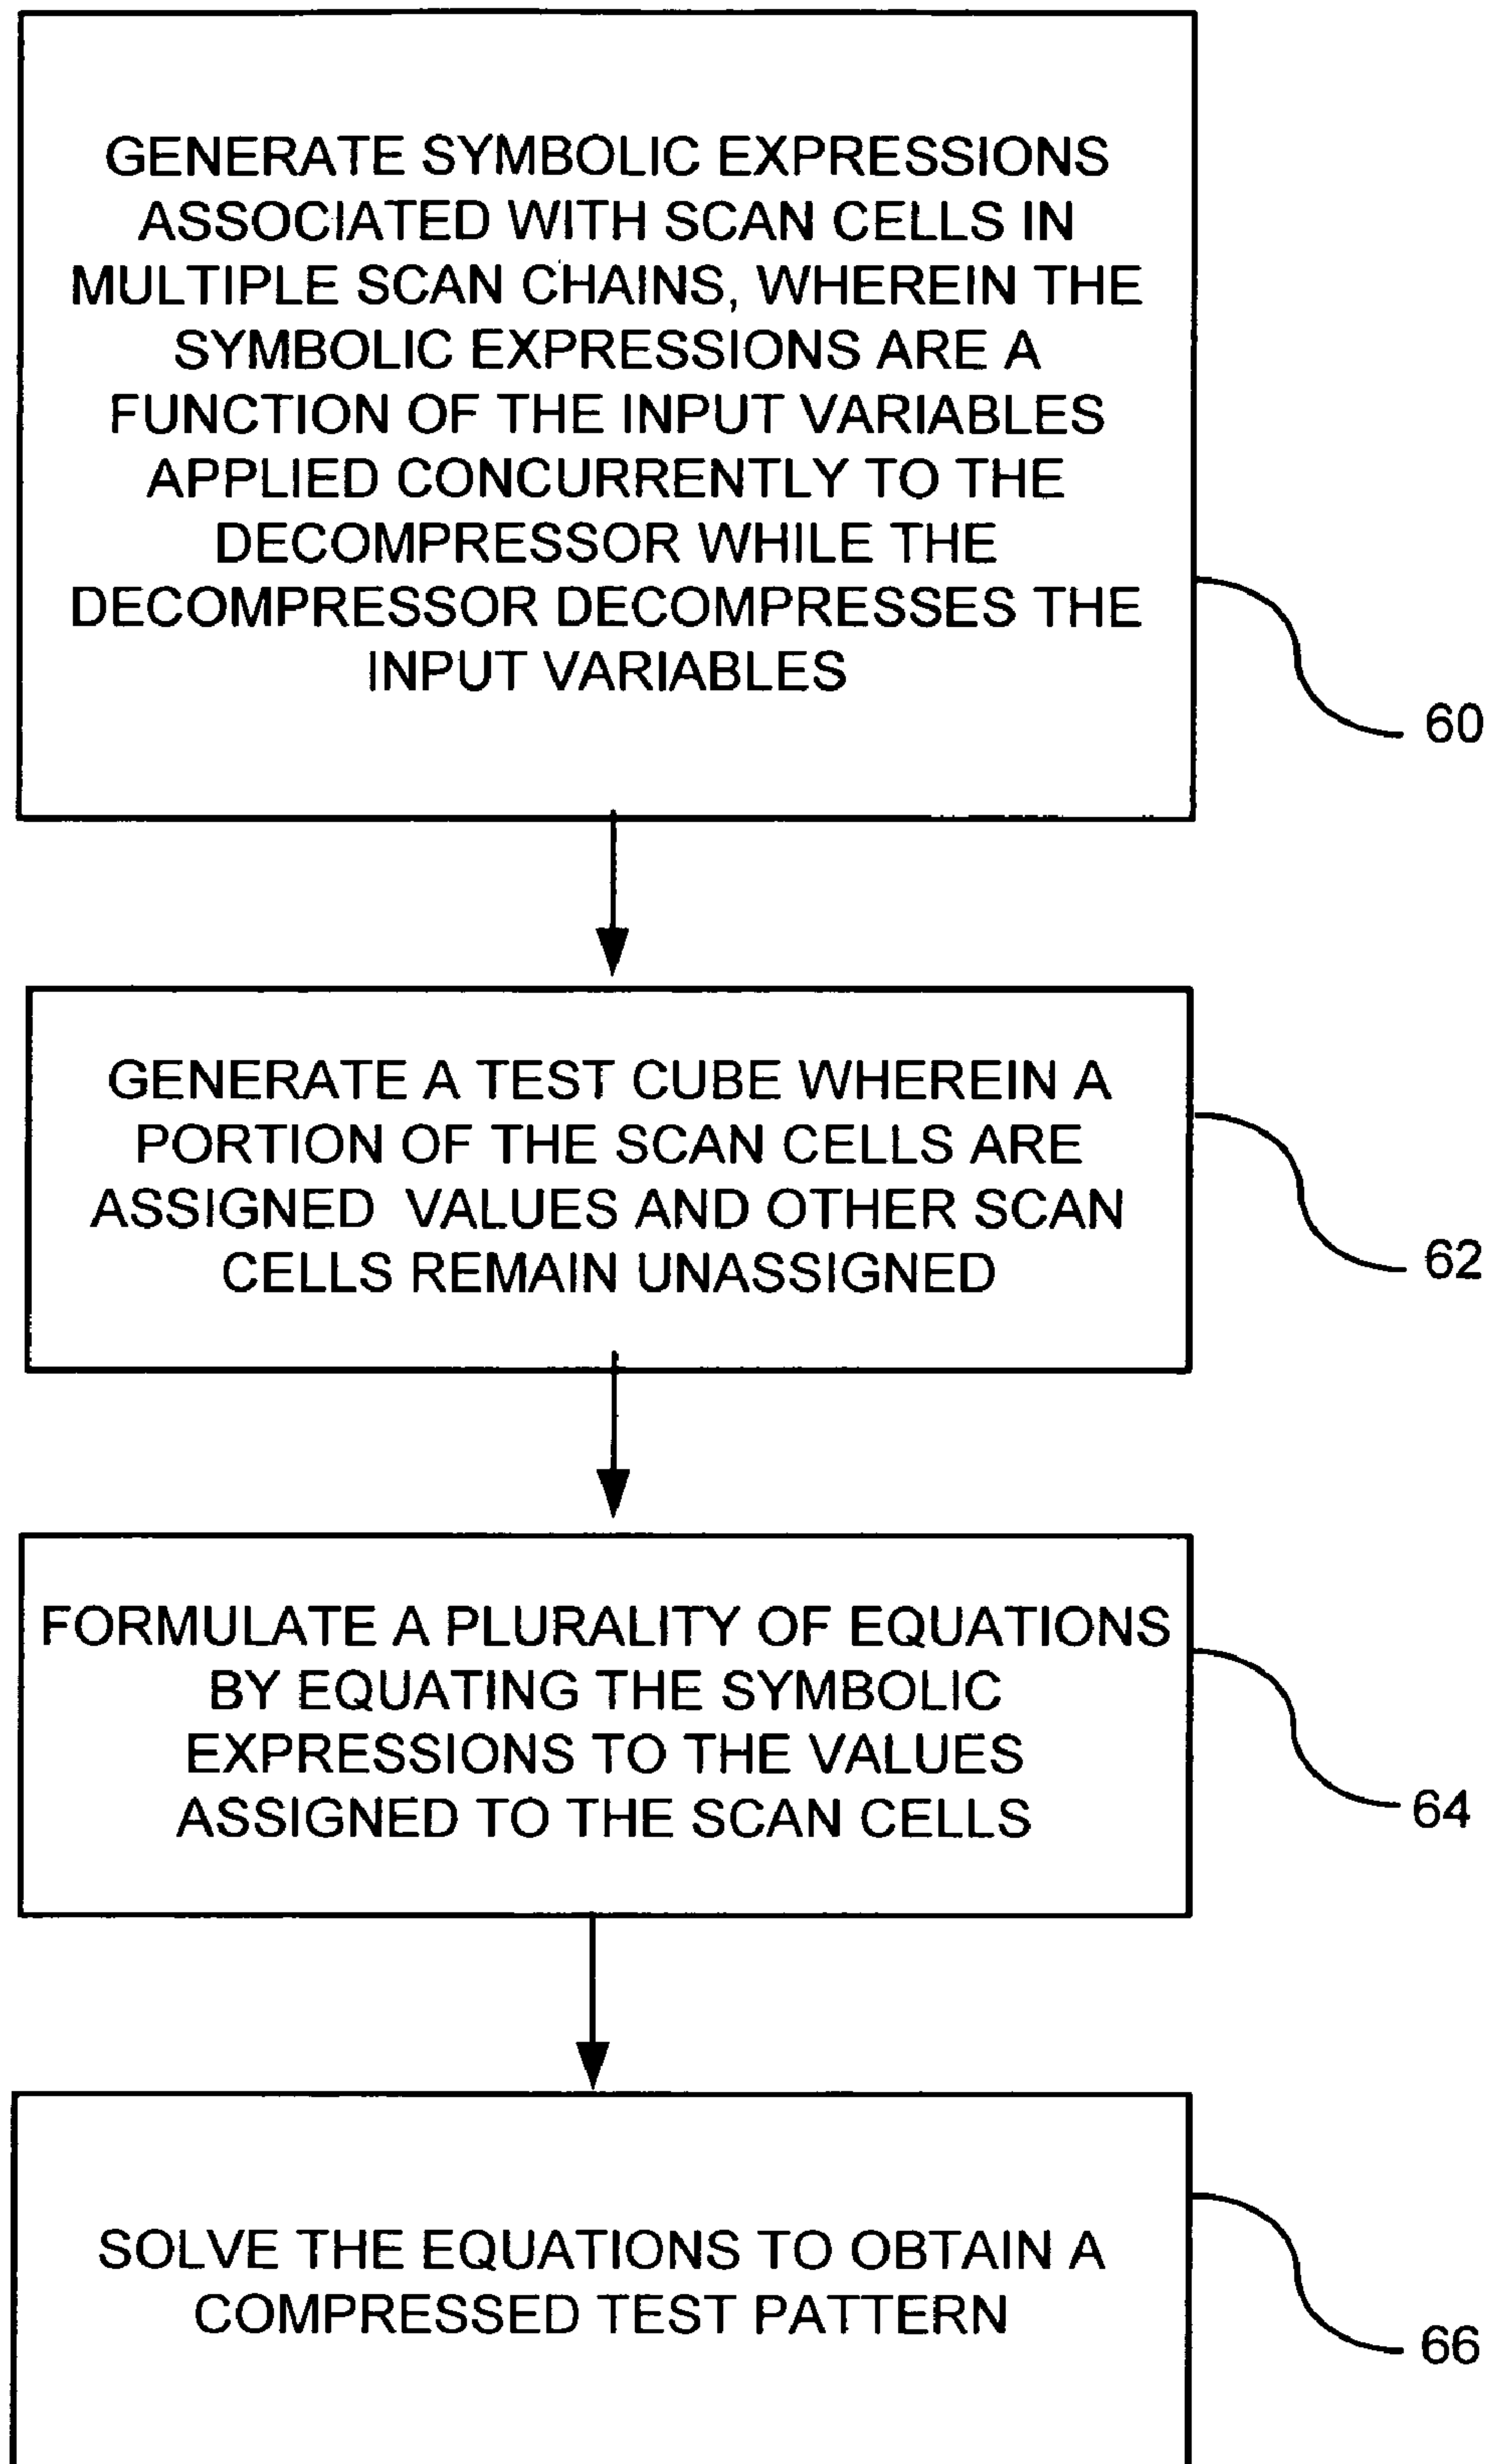 GENERATE SYMBOLIC EXPRESSIONS
ASSOCIATED WITH SCAN CELLS IN
MULTIPLE SCAN CHAINS, WHEREIN THE
SYMBOLIC EXPRESSIONS ARE A
FUNCTION OF THE INPUT VARIABLES
APPLIED CONCURRENTLY TO THE
DECOMPRESSOR WHILE THE
DECOMPRESSOR DECOMPRESSES THE
INPUT VARIABLES
60
GENERATE A TEST CUBE WHEREIN A
PORTION OF THE SCAN CELLS ARE
ASSIGNED VALUES AND OTHER SCAN
CELLS REMAIN UNASSIGNED
62
FORMULATE A PLURALITY OF EQUATIONS
BY EQUATING THE SYMBOLIC
EXPRESSIONS TO THE VALUES
ASSIGNED TO THE SCAN CELLS
64
SOLVE THE EQUATIONS TO OBTAIN A
COMPRESSED TEST PATTERN
66